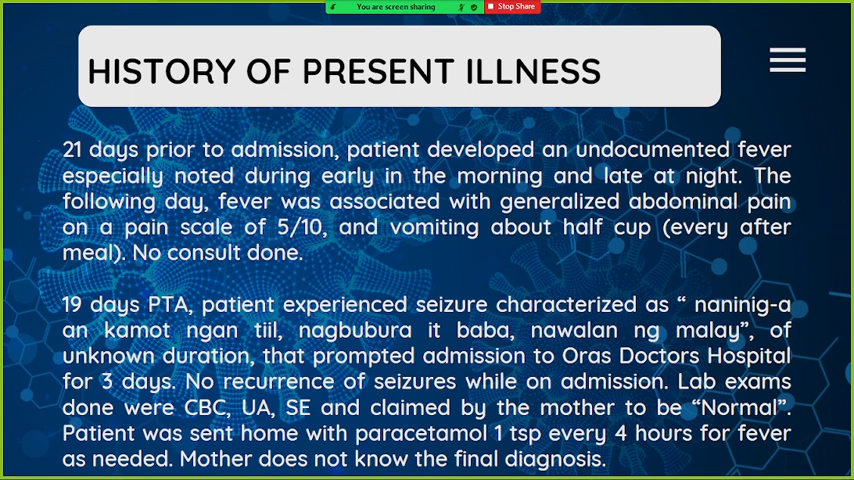 You are screen sharing
Stop Share
HISTORY OF PRESENT ILLNESS
21 days prior to admission, patient developed an undocumented fever
especially noted during early in the morning and late at night. The
following day, fever was associated with generalized abdominal pain
on a pain scale of 5/10, and vomiting about half cup (every after
meal). No consult done.
19 days PTA, patient experienced seizure characterized as “ naninig-a
an kamot ngan tiil, nagbubura it baba, nawalan ng malay”, of
unknown duration, that prompted admission to Oras Doctors Hospital
for 3 days. No recurrence of seizures while on admission. Lab exams
done were CBC, UA, SE and claimed by the mother to be “Normal”.
Patient was sent home with paracetamol 1 tsp every 4 hours for fever
as needed. Mother does not know the final diagnosis.